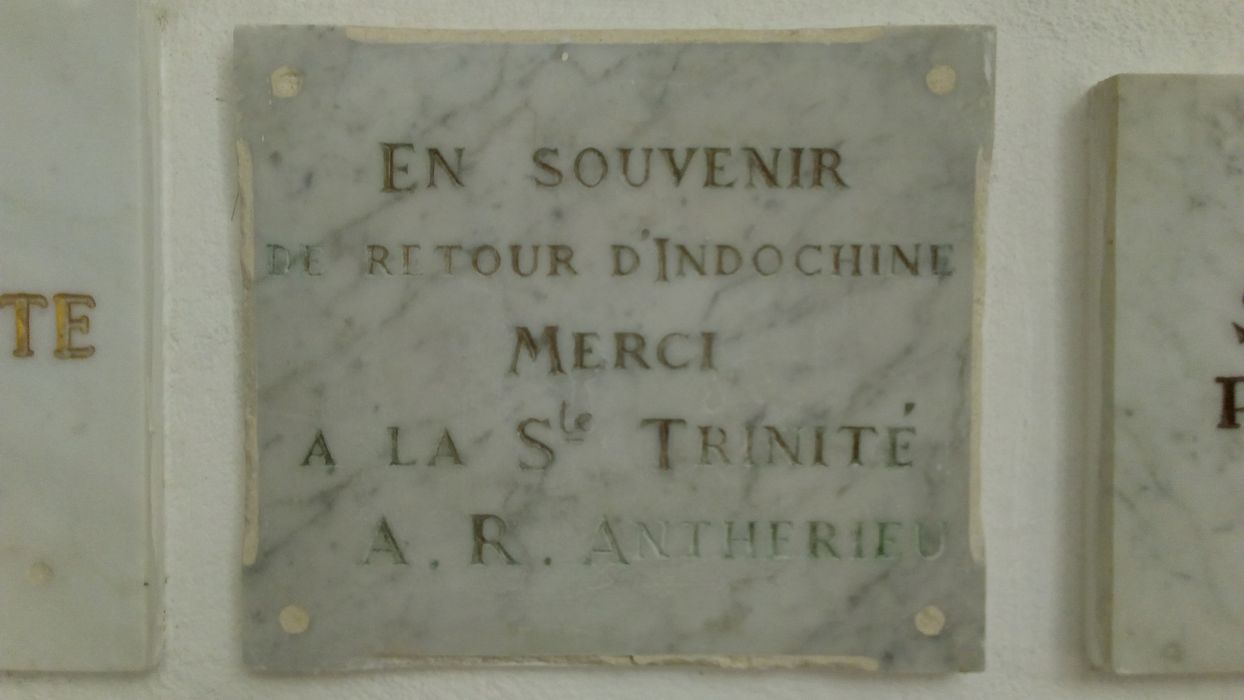 TE
EN SOUVENIR
DE RETOUR D'INDOCHINE
MERCI
A LA Ste TRINITÉ
A. R. ANTHERIEU